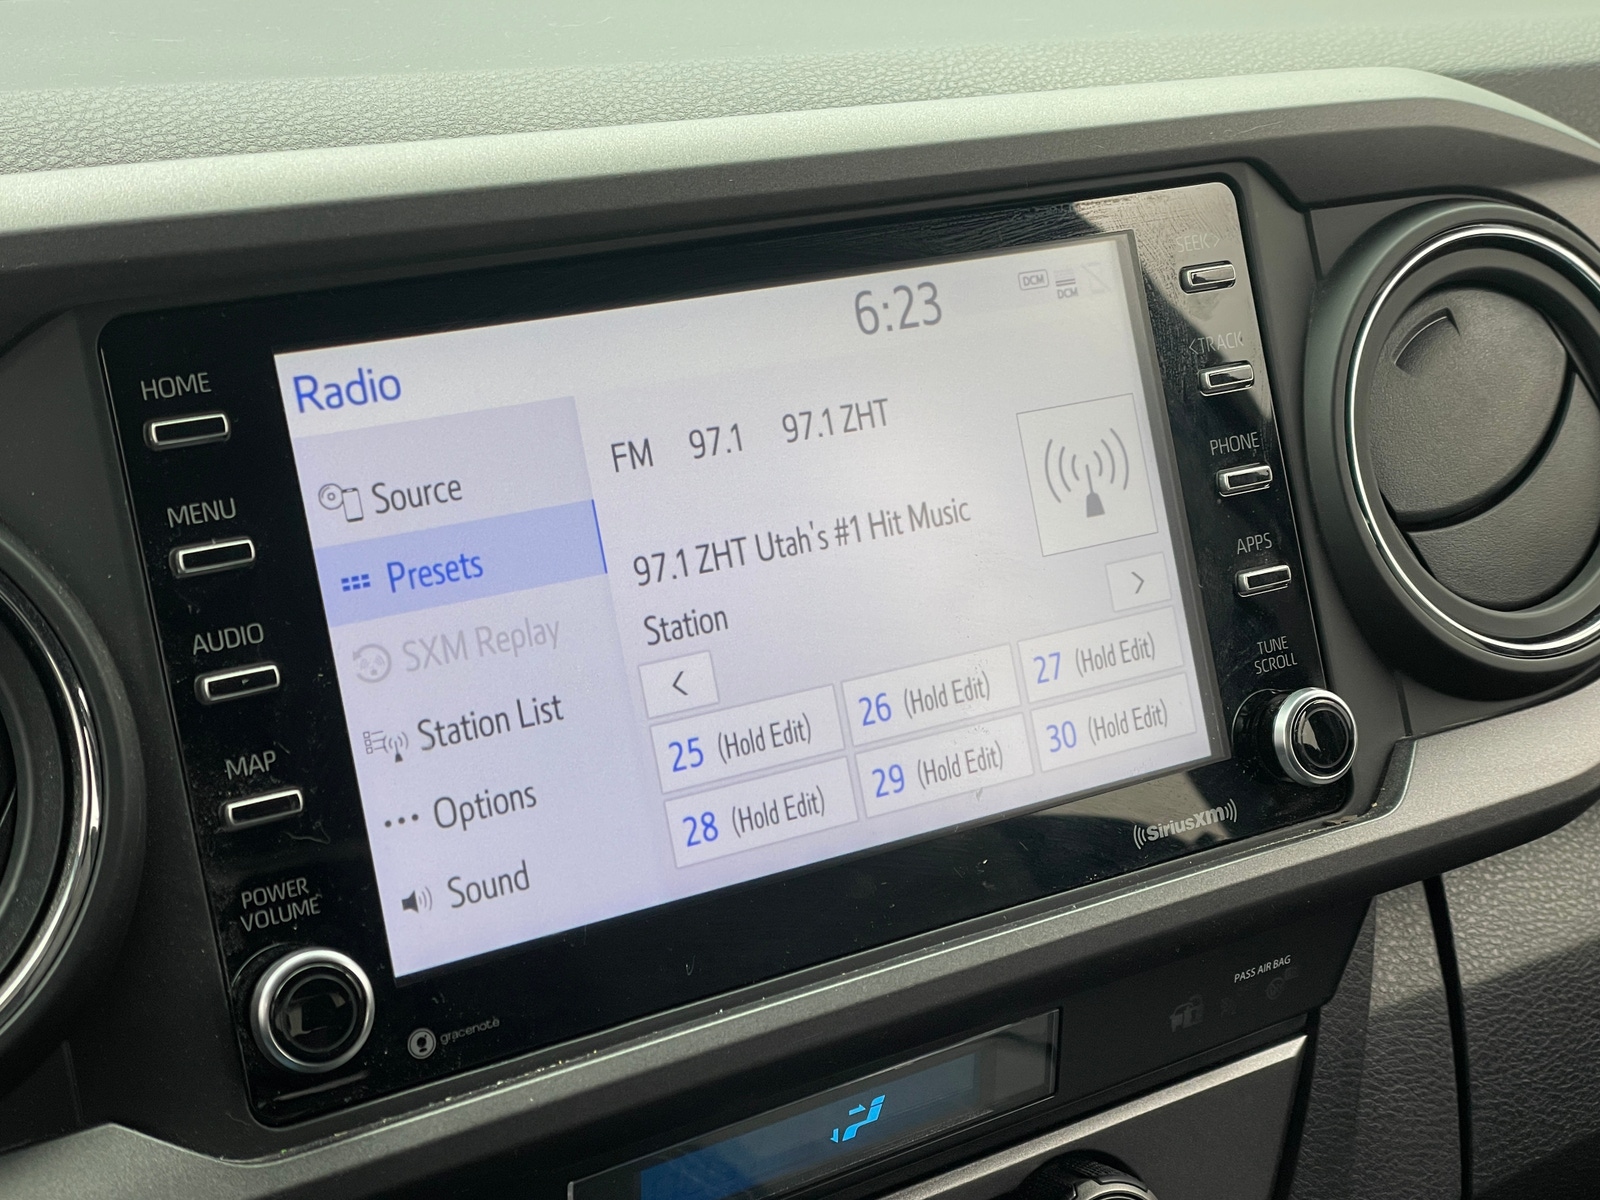 HOME
MENU
AUDIO
MAP
POWER
VOLUME
gracenote
Radio
6:23
DCM
DCM
Source
Presets
SXM Replay
Station List
Options
Sound
FM 97.1 97.1 ZHT
97.1 ZHT Utah's #1 Hit Music
Station
<
>
25 (Hold Edit)
26 (Hold Edit)
27 (Hold Edit)
28 (Hold Edit)
29 (Hold Edit)
30 (Hold Edit)
SEEK>
<TRACK
PHONE
APPS
TUNE
SCROLL
((SiriusXM))
PASS AIR BAG